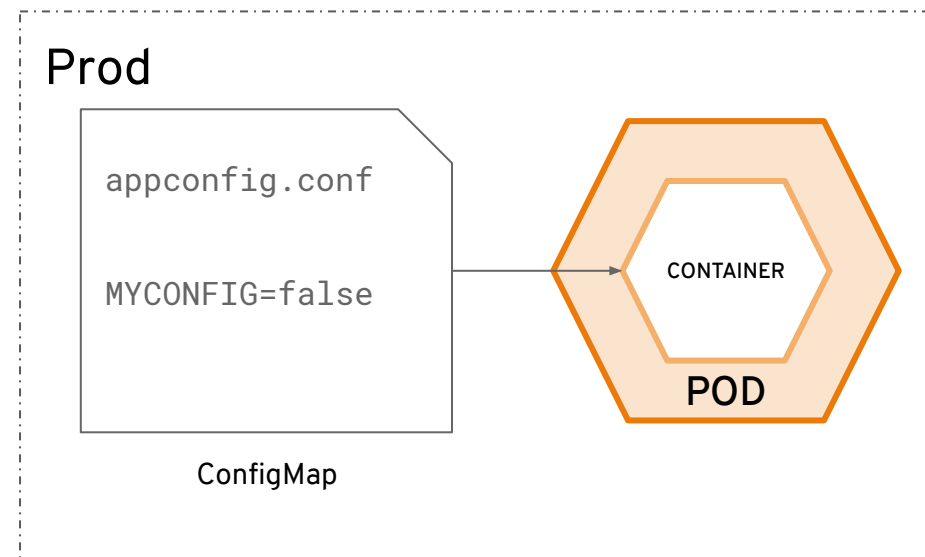 Prod
appconfig.conf
MYCONFIG=false
ConfigMap
CONTAINER
POD